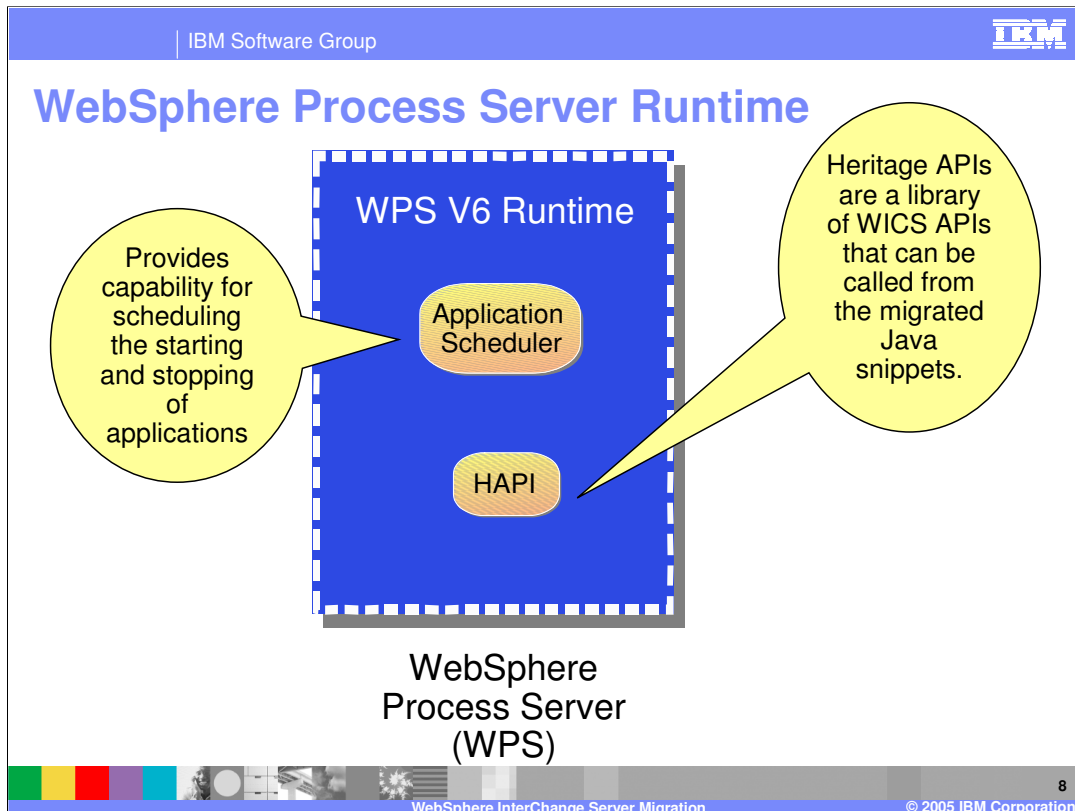 IBM Software Group
IBM
WebSphere Process Server Runtime
WPS V6 Runtime
Provides
capability for
scheduling
the starting
and stopping
of
applications
Application
Scheduler
Heritage APIs
are a library
of WICS APIs
that can be
called from
the migrated
Java
snippets.
HAPI
WebSphere
Process Server
(WPS)
8
WebSphere InterChange Server Migration
© 2005 IBM Corporation